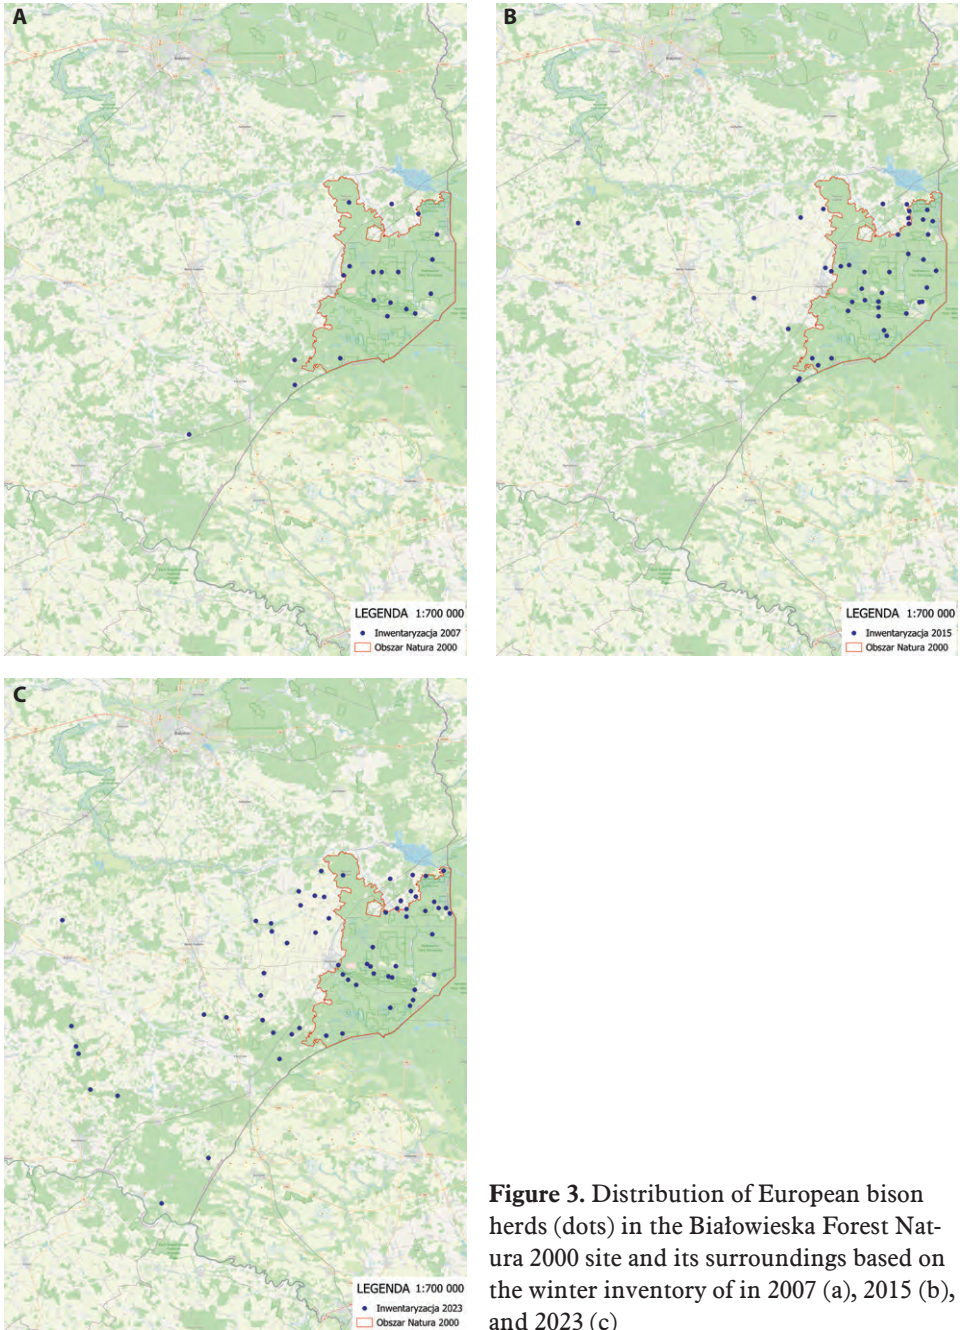 A
LEGENDA 1:700 000
Inwentaryzacja 2007
Obszar Natura 2000
B
LEGENDA 1:700 000
Inwentaryzacja 2015
Obszar Natura 2000
C
LEGENDA 1:700 000
Inwentaryzacja 2023
Obszar Natura 2000
Figure 3. Distribution of European bison
herds (dots) in the Białowieska Forest Nat-
ura 2000 site and its surroundings based on
the winter inventory of in 2007 (a), 2015 (b),
and 2023 (c)